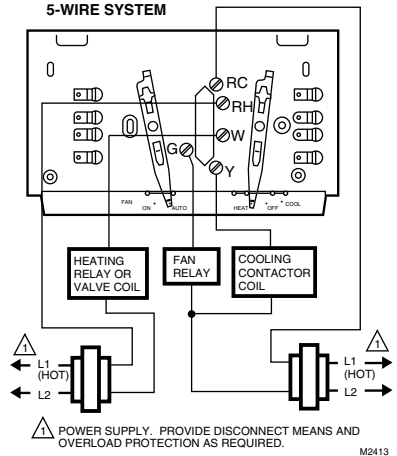 5-WIRE SYSTEM
RC
RH
W
G
Y
FAN
ON
AUTO
HEAT
OFF
COOL
HEATING
RELAY OR
VALVE COIL
FAN
RELAY
COOLING
CONTACTOR
COIL
1
L1
(HOT)
L2
1
L1
(HOT)
L2
1 POWER SUPPLY. PROVIDE DISCONNECT MEANS AND
OVERLOAD PROTECTION AS REQUIRED.
M2413